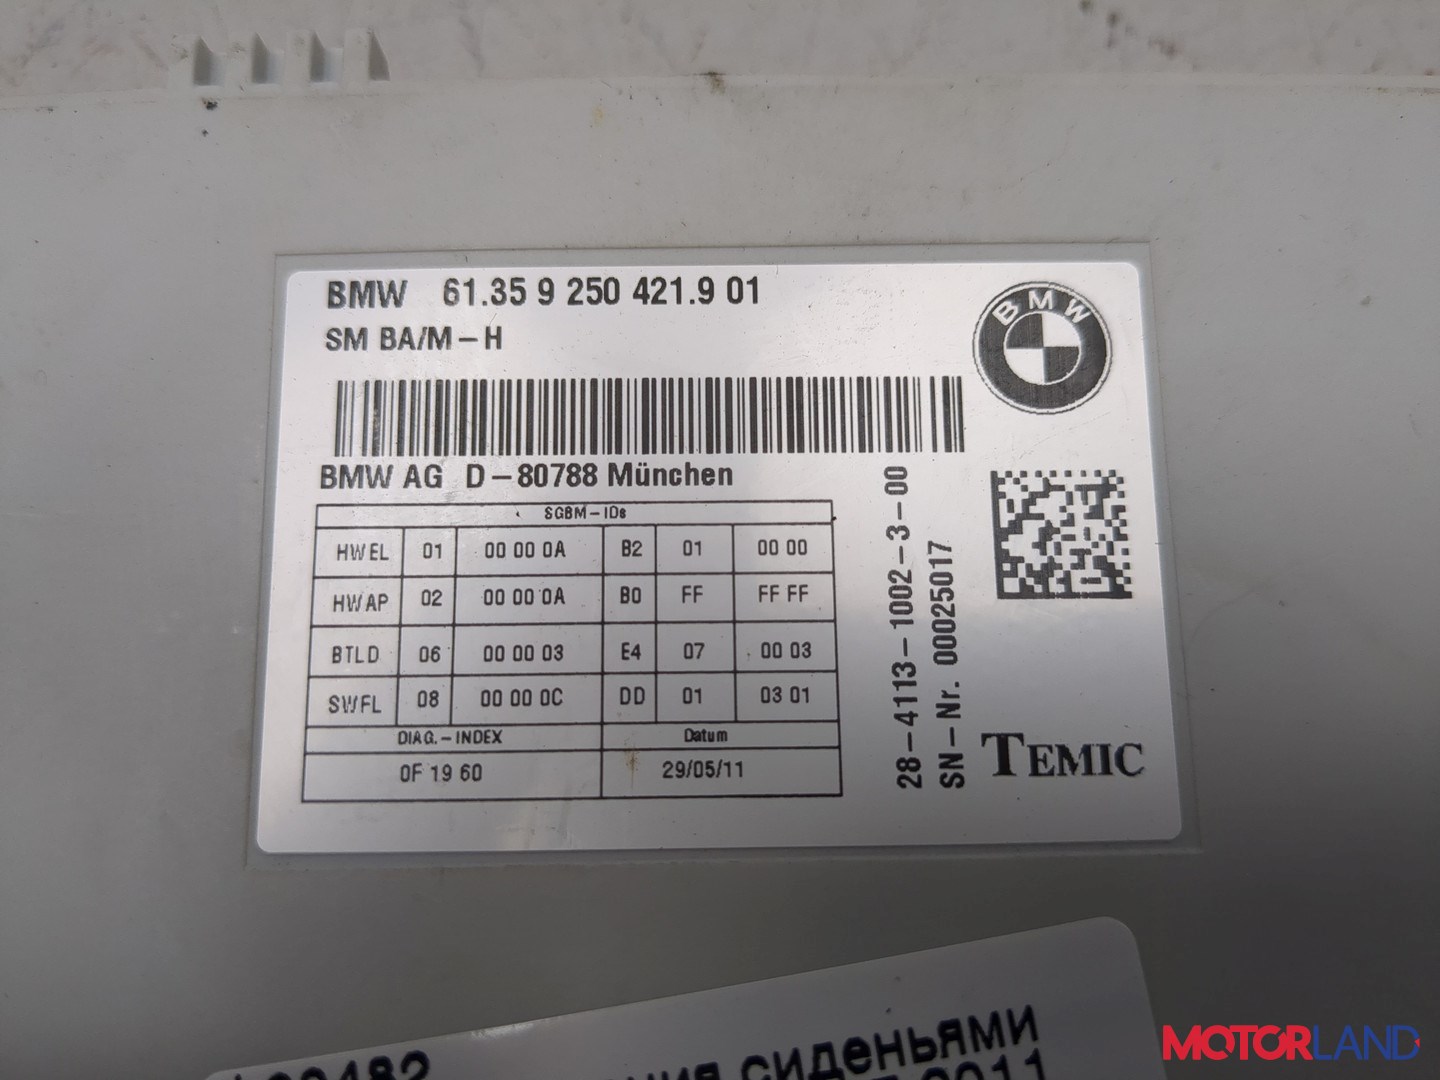 BMW 61.35 9 250 421.9 01
SM BA/M-H
BMW
BMW AG D-80788 München
SGBM-IDs
HWEL 01 00 00 0A B2 01 00 00
HWAP 02 00 00 0A B0 FF FF FF
BTLD 06 00 00 03 E4 07 00 03
SWFL 08 00 00 0C DD 01 03 01
DIAG.-INDEX Datum
0F 19 60 29/05/11
28-4113-1002-3-00
SN-Nr. 00025017
TEMIC
сиденьями
2011
MOTORLAND